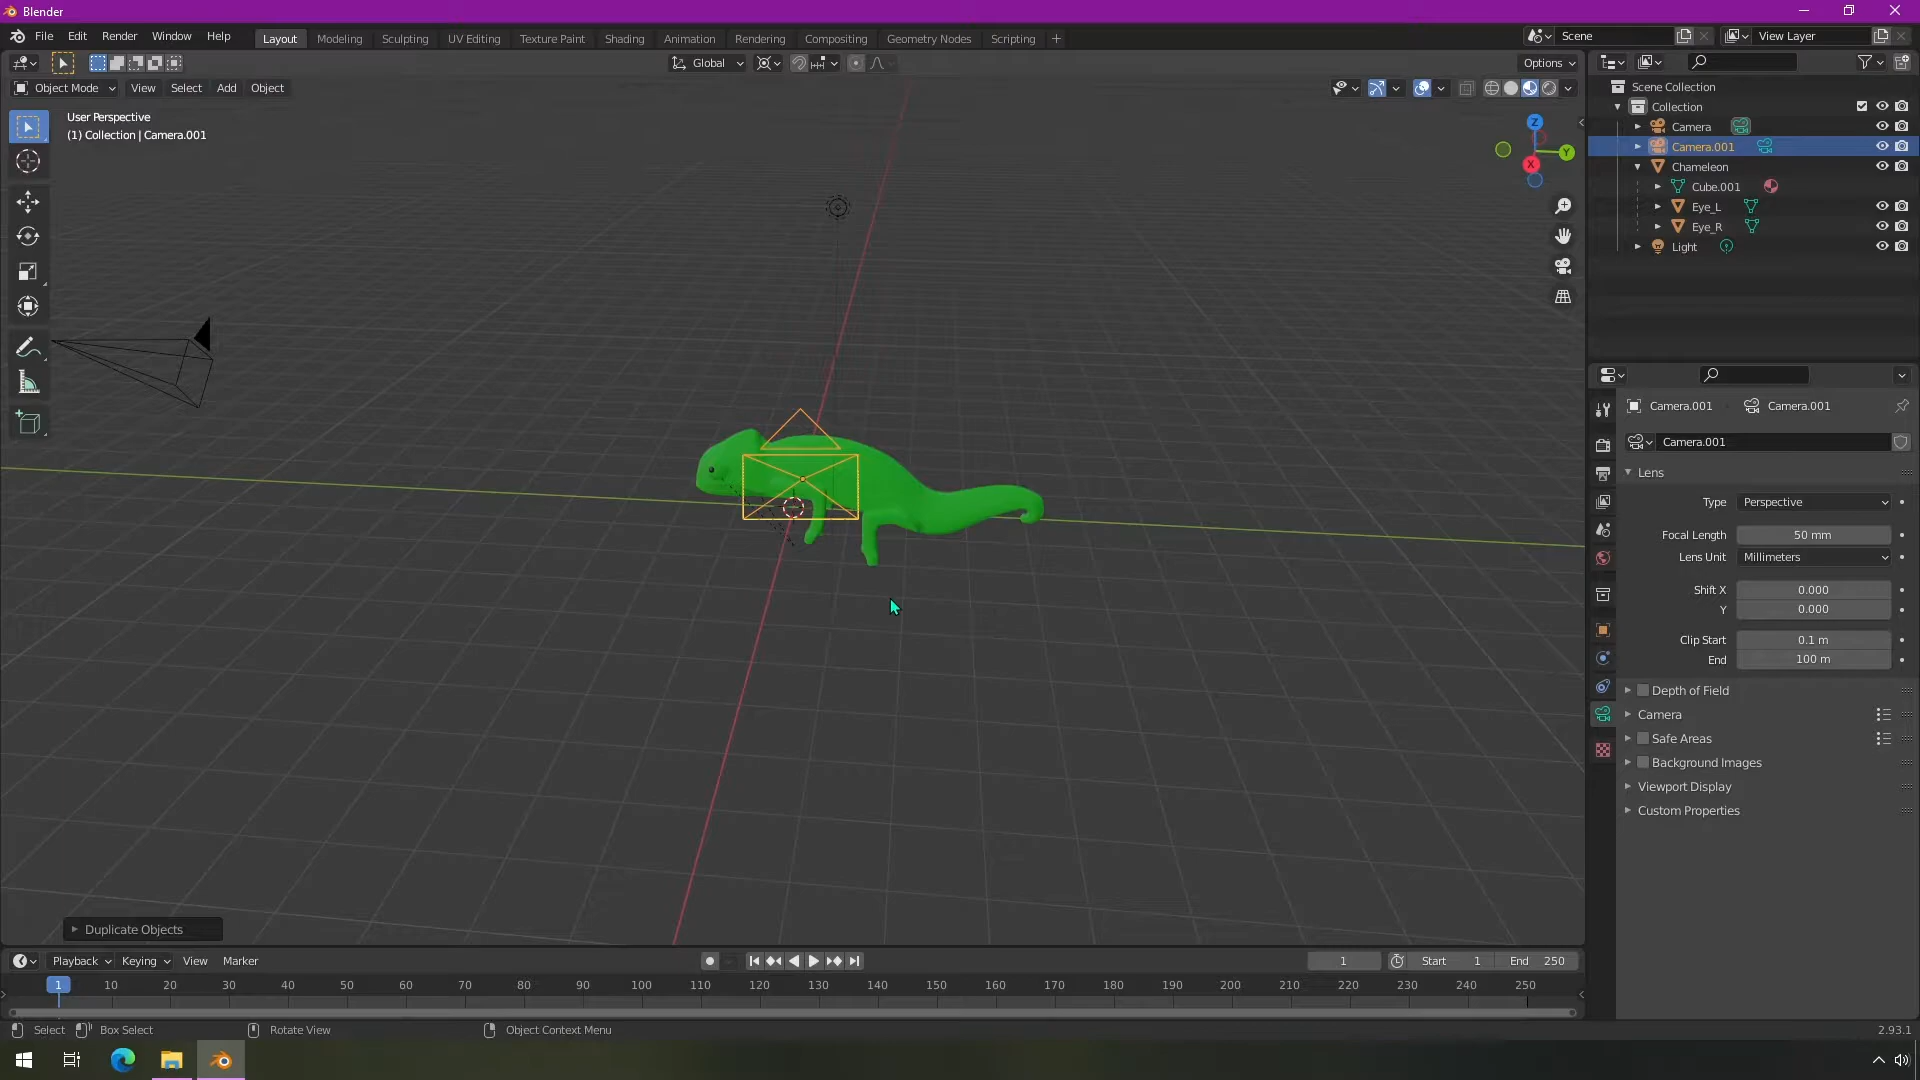 Blender
File Edit Render Window Help Layout Modeling Sculpting UV Editing Texture Paint Shading Animation Rendering Compositing Geometry Nodes Scripting + Scene View Layer
Global Options
Object Mode View Select Add Object
User Perspective
(1) Collection | Camera.001
Z
Y
X
Scene Collection
Collection
Camera
Camera.001
Chameleon
Cube.001
Eye_L
Eye_R
Light
Camera.001 Camera.001
Camera.001
Lens
Type Perspective
Focal Length 50 mm
Lens Unit Millimeters
Shift X 0.000
Y 0.000
Clip Start 0.1 m
End 100 m
Depth of Field
Camera
Safe Areas
Background Images
Viewport Display
Custom Properties
Duplicate Objects
Playback Keying View Marker 1 Start 1 End 250
1 10 20 30 40 50 60 70 80 90 100 110 120 130 140 150 160 170 180 190 200 210 220 230 240 250
Select Box Select Rotate View Object Context Menu 2.93.1